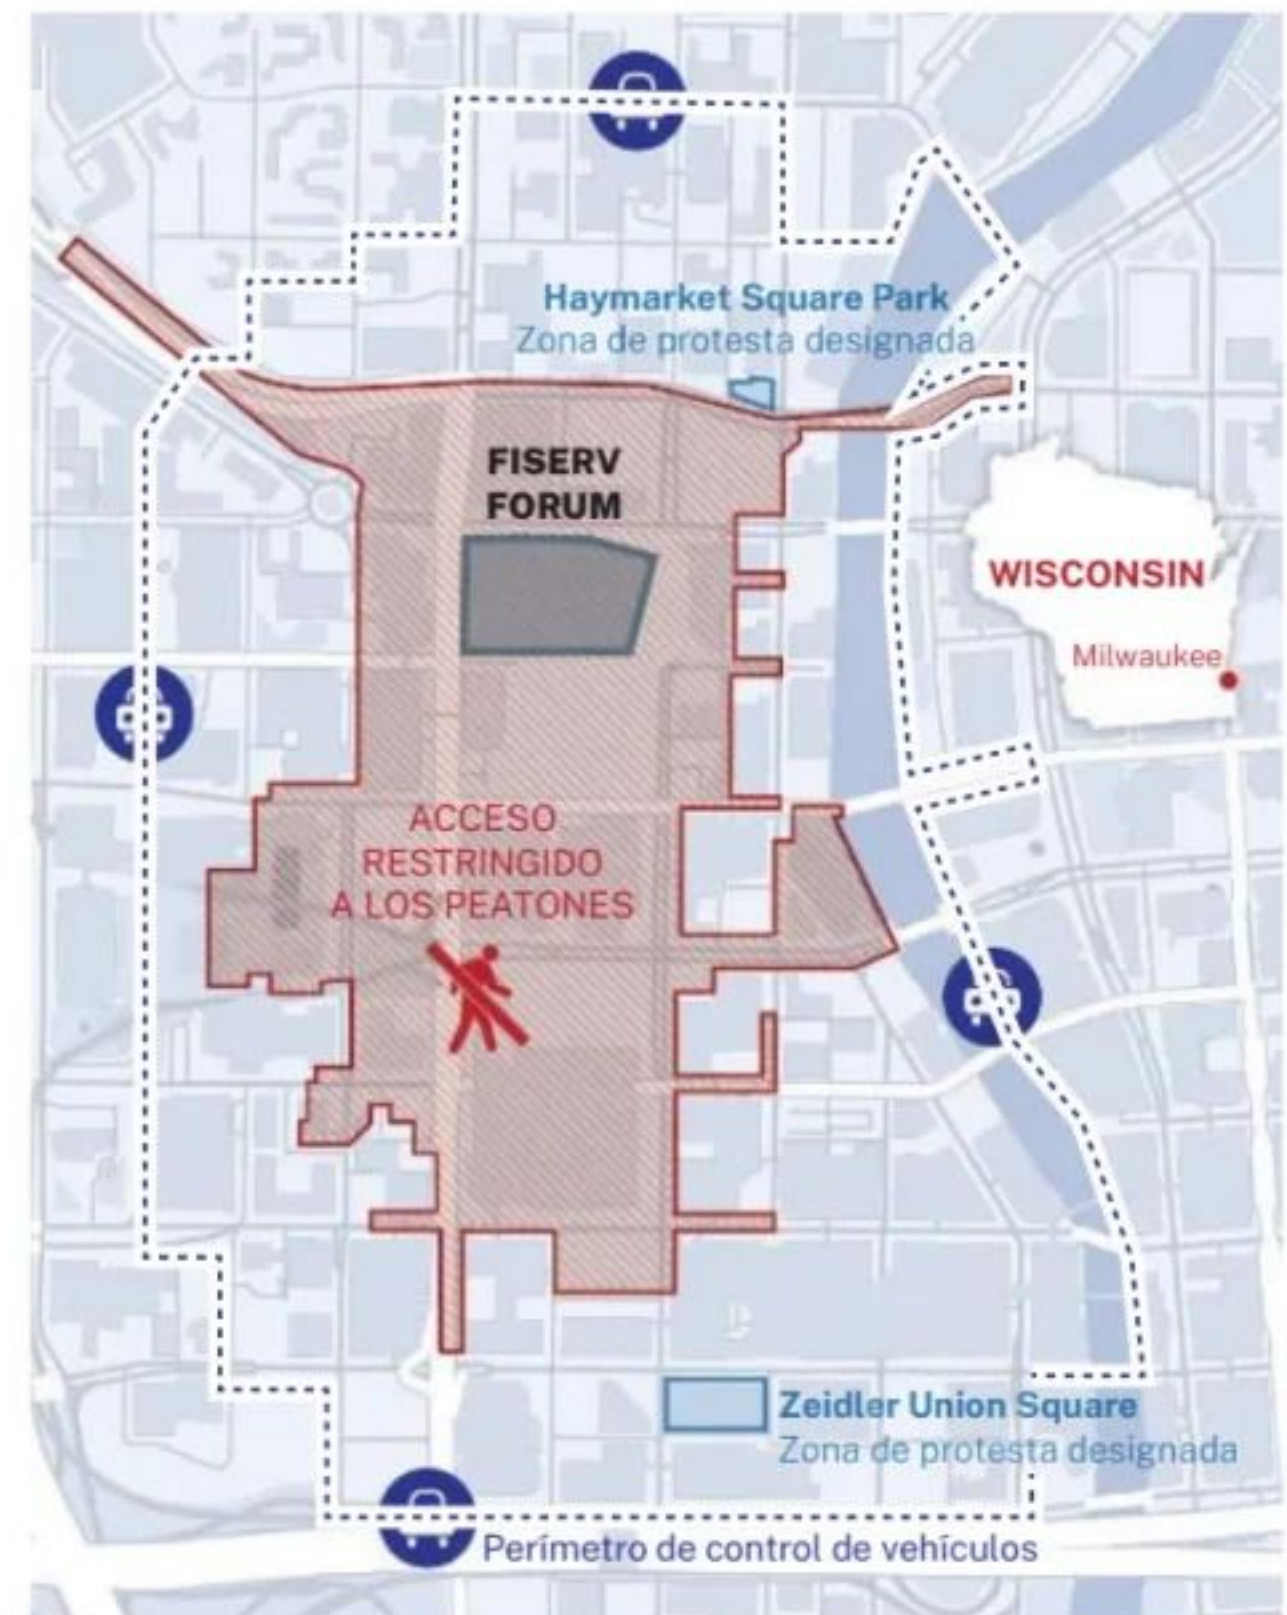 Haymarket Square Park
Zona de protesta designada
FISERV
FORUM
WISCONSIN
Milwaukee
ACCESO
RESTRINGIDO
A LOS PEATONES
Zeidler Union Square
Zona de protesta designada
Perímetro de control de vehículos